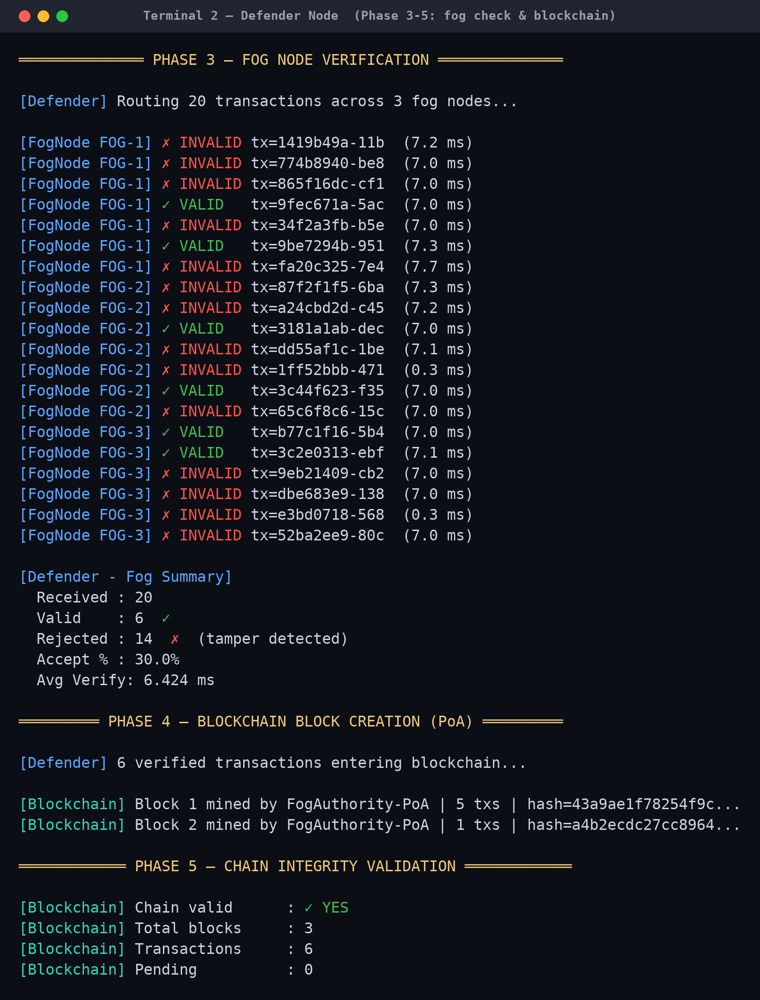 Terminal 2 — Defender Node  (Phase 3-5: fog check & blockchain)
══════════════ PHASE 3 — FOG NODE VERIFICATION ══════════════
[Defender] Routing 20 transactions across 3 fog nodes...
[FogNode FOG-1] ✗ INVALID tx=1419b49a-11b  (7.2 ms)
[FogNode FOG-1] ✗ INVALID tx=774b8940-be8  (7.0 ms)
[FogNode FOG-1] ✗ INVALID tx=865f16dc-cf1  (7.0 ms)
[FogNode FOG-1] ✓ VALID   tx=9fec671a-5ac  (7.0 ms)
[FogNode FOG-1] ✗ INVALID tx=34f2a3fb-b5e  (7.0 ms)
[FogNode FOG-1] ✓ VALID   tx=9be7294b-951  (7.3 ms)
[FogNode FOG-1] ✗ INVALID tx=fa20c325-7e4  (7.7 ms)
[FogNode FOG-2] ✗ INVALID tx=87f2f1f5-6ba  (7.3 ms)
[FogNode FOG-2] ✗ INVALID tx=a24cbd2d-c45  (7.2 ms)
[FogNode FOG-2] ✓ VALID   tx=3181a1ab-dec  (7.0 ms)
[FogNode FOG-2] ✗ INVALID tx=dd55af1c-1be  (7.1 ms)
[FogNode FOG-2] ✗ INVALID tx=1ff52bbb-471  (0.3 ms)
[FogNode FOG-2] ✓ VALID   tx=3c44f623-f35  (7.0 ms)
[FogNode FOG-2] ✗ INVALID tx=65c6f8c6-15c  (7.0 ms)
[FogNode FOG-3] ✓ VALID   tx=b77c1f16-5b4  (7.0 ms)
[FogNode FOG-3] ✓ VALID   tx=3c2e0313-ebf  (7.1 ms)
[FogNode FOG-3] ✗ INVALID tx=9eb21409-cb2  (7.0 ms)
[FogNode FOG-3] ✗ INVALID tx=dbe683e9-138  (7.0 ms)
[FogNode FOG-3] ✗ INVALID tx=e3bd0718-568  (0.3 ms)
[FogNode FOG-3] ✗ INVALID tx=52ba2ee9-80c  (7.0 ms)
[Defender - Fog Summary]
  Received : 20
  Valid    : 6  ✓
  Rejected : 14  ✗  (tamper detected)
  Accept % : 30.0%
  Avg Verify: 6.424 ms
═════════ PHASE 4 — BLOCKCHAIN BLOCK CREATION (PoA) ═════════
[Defender] 6 verified transactions entering blockchain...
[Blockchain] Block 1 mined by FogAuthority-PoA | 5 txs | hash=43a9ae1f78254f9c...
[Blockchain] Block 2 mined by FogAuthority-PoA | 1 txs | hash=a4b2ecdc27cc8964...
════════════ PHASE 5 — CHAIN INTEGRITY VALIDATION ════════════
[Blockchain] Chain valid      : ✓ YES
[Blockchain] Total blocks     : 3
[Blockchain] Transactions     : 6
[Blockchain] Pending          : 0